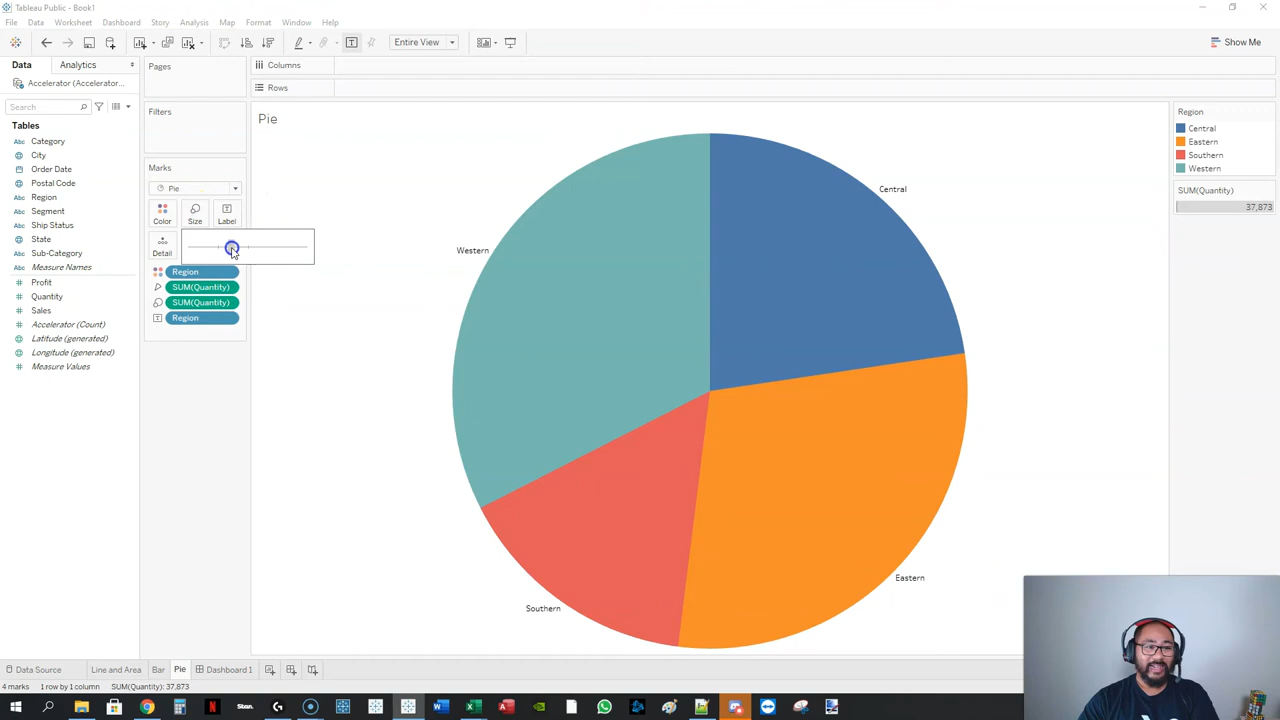 Tableau Public - Book1
File Data Worksheet Dashboard Story Analysis Map Format Window Help
Entire View
Show Me
Data Analytics
Pages
Columns
Rows
Accelerator (Accelerator...
Search
Filters
Tables
Category
City
Order Date
Postal Code
Region
Segment
Ship Status
State
Sub-Category
Measure Names
Profit
Quantity
Sales
Accelerator (Count)
Latitude (generated)
Longitude (generated)
Measure Values
Marks
Pie
Color Size Label
Detail
Region
SUM(Quantity)
SUM(Quantity)
Region
Pie
Central
Western
Eastern
Southern
Region
Central
Eastern
Southern
Western
SUM(Quantity)
37,873
Data Source Line and Area Bar Pie Dashboard 1
4 marks 1 row by 1 column SUM(Quantity): 37,873